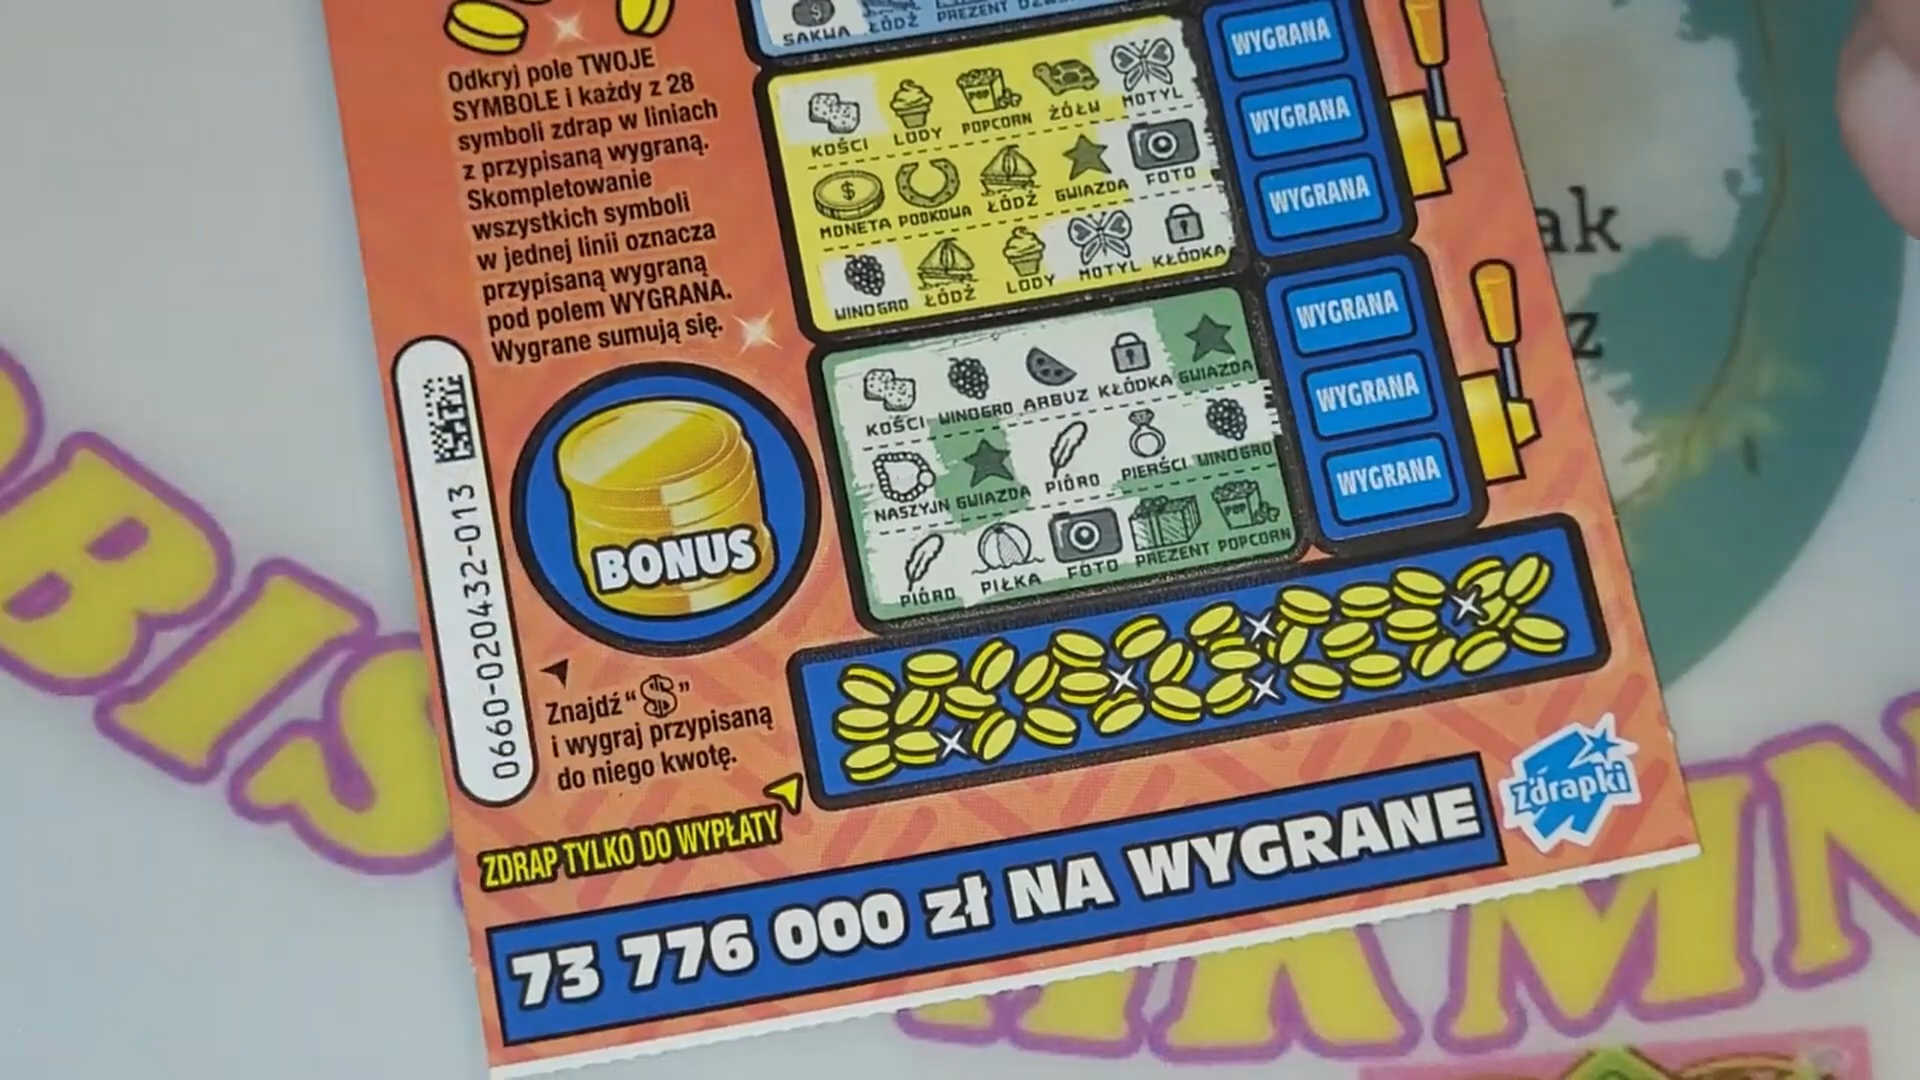 SAKWA ŁÓDŹ PREZENT
Odkryj pole TWOJE
SYMBOLE i każdy z 28
symboli zdrap w liniach
z przypisaną wygraną.
Skompletowanie
wszystkich symboli
w jednej linii oznacza
przypisaną wygraną
pod polem WYGRANA.
Wygrane sumują się.
POP
KOŚCI LODY POPCORN ŻÓŁW MOTYL
WYGRANA
$
MONETA PODKOWA ŁÓDŹ GWIAZDA FOTO
WYGRANA
WINOGRO ŁÓDŹ LODY MOTYL KŁÓDKA
WYGRANA
KOŚCI WINOGRO ARBUZ KŁÓDKA GWIAZDA
WYGRANA
NASZYJN GWIAZDA PIÓRO PIERŚCI WINOGRO
WYGRANA
POP
PIÓRO PIŁKA FOTO PREZENT POPCORN
WYGRANA
0660-020432-013
BONUS
Znajdź “$”
i wygraj przypisaną
do niego kwotę.
ZDRAP TYLKO DO WYPŁATY
73 776 000 zł NA WYGRANE
Zdrapki
ak
z
BIS